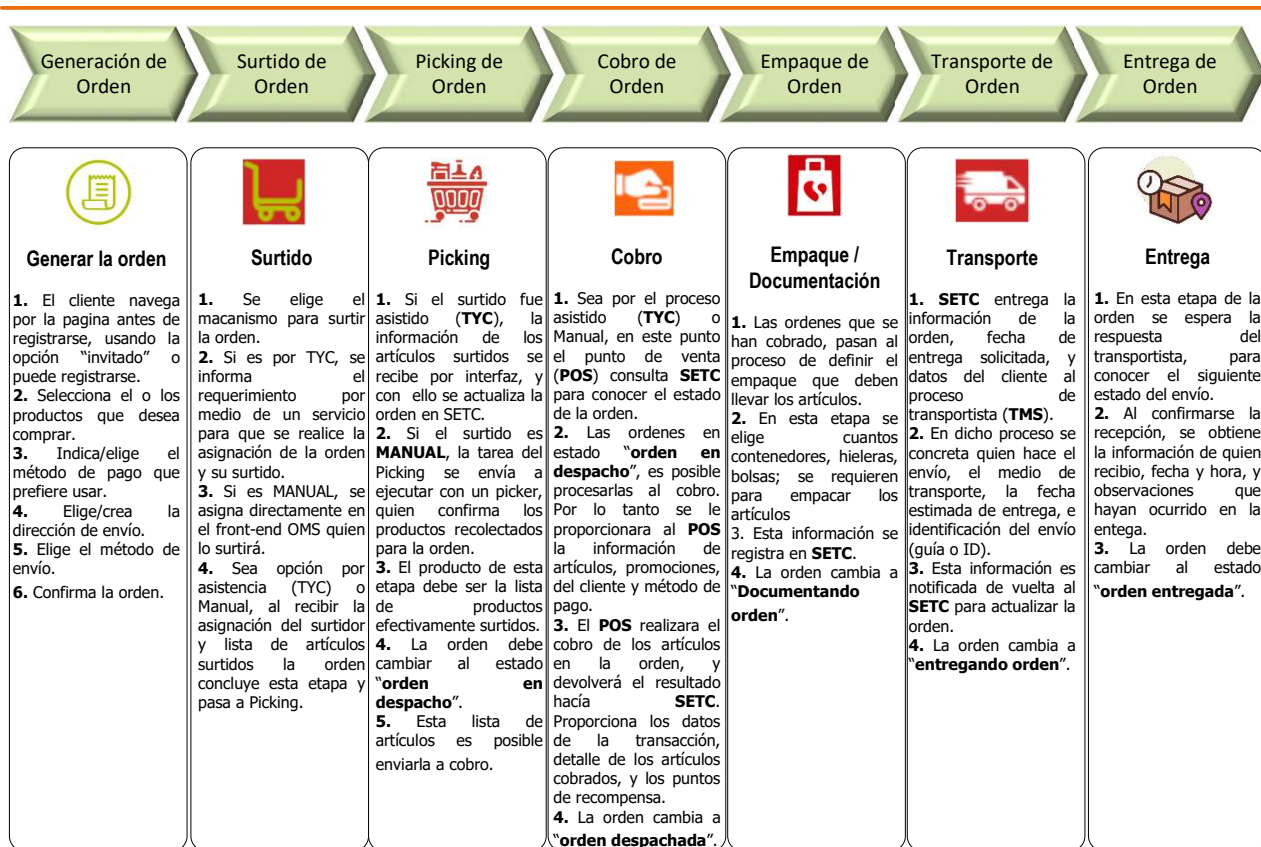 Generación de
Orden
Surtido de
Orden
Picking de
Orden
Cobro de
Orden
Empaque de
Orden
Transporte de
Orden
Entrega de
Orden
Generar la orden
1. El cliente navega
por la pagina antes de
registrarse, usando la
opción “invitado” o
puede registrarse.
2. Selecciona el o los
productos que desea
comprar.
3. Indica/elige el
método de pago que
prefiere usar.
4. Elige/crea la
dirección de envío.
5. Elige el método de
envío.
6. Confirma la orden.
Surtido
1. Se elige el
macanismo para surtir
la orden.
2. Si es por TYC, se
informa el
requerimiento por
medio de un servicio
para que se realice la
asignación de la orden
y su surtido.
3. Si es MANUAL, se
asigna directamente en
el front-end OMS quien
lo surtirá.
4. Sea opción por
asistencia (TYC) o
Manual, al recibir la
asignación del surtidor
y lista de artículos
surtidos la orden
concluye esta etapa y
pasa a Picking.
Picking
1. Si el surtido fue
asistido (TYC), la
información de los
artículos surtidos se
recibe por interfaz, y
con ello se actualiza la
orden en SETC.
2. Si el surtido es
MANUAL, la tarea del
Picking se envía a
ejecutar con un picker,
quien confirma los
productos recolectados
para la orden.
3. El producto de esta
etapa debe ser la lista
de productos
efectivamente surtidos.
4. La orden debe
cambiar al estado
“orden en
despacho”.
5. Esta lista de
artículos es posible
enviarla a cobro.
Cobro
1. Sea por el proceso
asistido (TYC) o
Manual, en este punto
el punto de venta
(POS) consulta SETC
para conocer el estado
de la orden.
2. Las ordenes en
estado “orden en
despacho”, es posible
procesarlas al cobro.
Por lo tanto se le
proporcionara al POS
la información de
artículos, promociones,
del cliente y método de
pago.
3. El POS realizara el
cobro de los artículos
en la orden, y
devolverá el resultado
hacía SETC.
Proporciona los datos
de la transacción,
detalle de los artículos
cobrados, y los puntos
de recompensa.
4. La orden cambia a
“orden despachada”.
Empaque /
Documentación
1. Las ordenes que se
han cobrado, pasan al
proceso de definir el
empaque que deben
llevar los artículos.
2. En esta etapa se
elige cuantos
contenedores, hieleras,
bolsas; se requieren
para empacar los
artículos
3. Esta información se
registra en SETC.
4. La orden cambia a
“Documentando
orden”.
Transporte
1. SETC entrega la
información de la
orden, fecha de
entrega solicitada, y
datos del cliente al
proceso de
transportista (TMS).
2. En dicho proceso se
concreta quien hace el
envío, el medio de
transporte, la fecha
estimada de entrega, e
identificación del envío
(guía o ID).
3. Esta información es
notificada de vuelta al
SETC para actualizar la
orden.
4. La orden cambia a
“entregando orden”.
Entrega
1. En esta etapa de la
orden se espera la
respuesta del
transportista, para
conocer el siguiente
estado del envío.
2. Al confirmarse la
recepción, se obtiene
la información de quien
recibio, fecha y hora, y
observaciones que
hayan ocurrido en la
entega.
3. La orden debe
cambiar al estado
“orden entregada”.